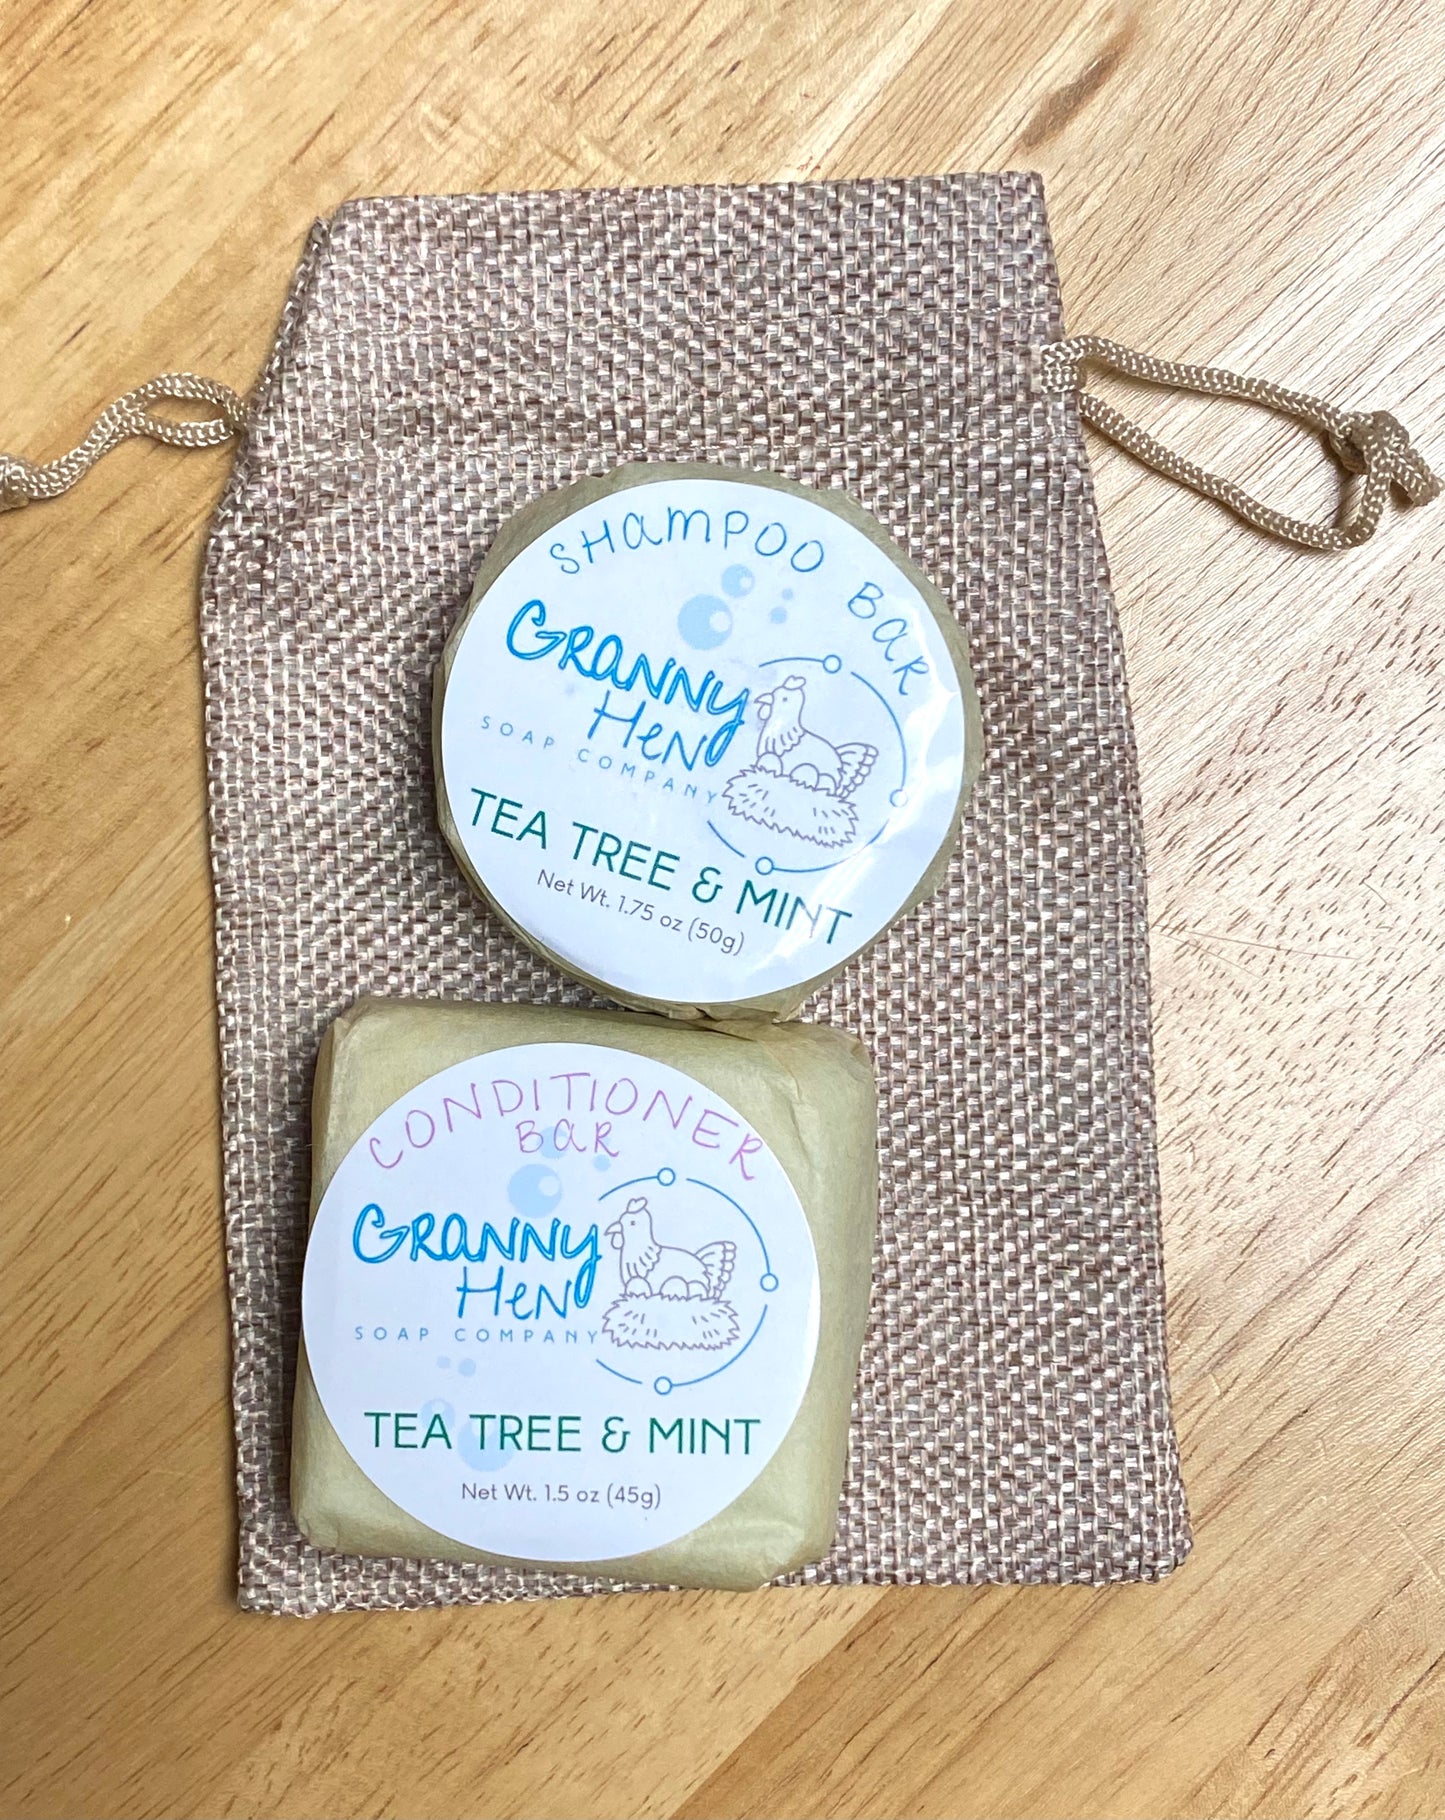 SHAMPOO BAR
GRANNY
HEN
SOAP COMPANY
TEA TREE & MINT
Net Wt. 1.75 oz (50g)
CONDITIONER
BAR
GRANNY
HEN
SOAP COMPANY
TEA TREE & MINT
Net Wt. 1.5 oz (45g)